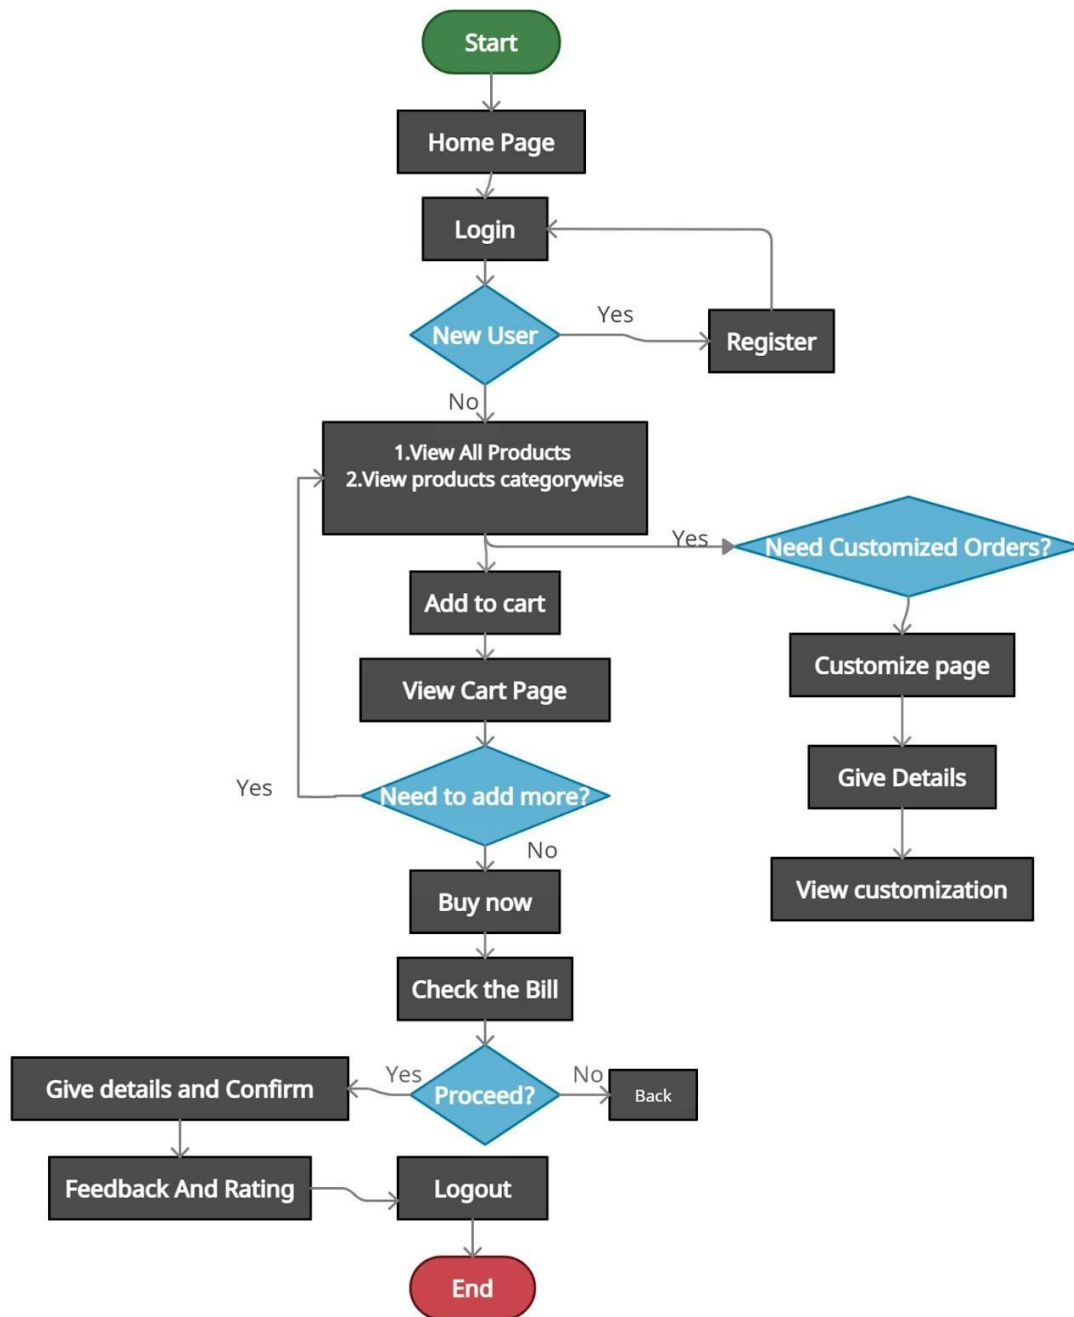 Start
Home Page
Login
New User
Yes
Register
No
1.View All Products
2.View products categorywise
Yes
Need Customized Orders?
Add to cart
Customize page
View Cart Page
Give Details
Yes
Need to add more?
No
View customization
Buy now
Check the Bill
Give details and Confirm
Yes
Proceed?
No
Back
Feedback And Rating
Logout
End